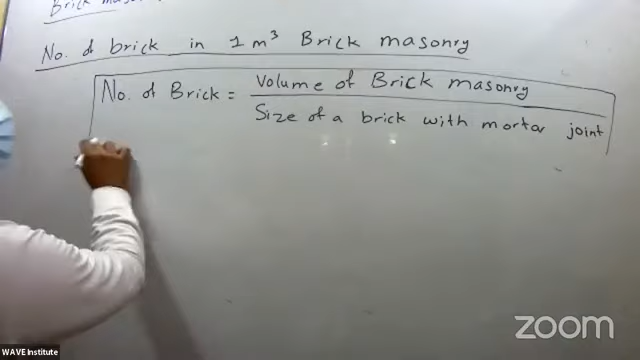 Brick
No. of brick in 1 m³ Brick masonry
No. of Brick = Volume of Brick masonry
Size of a brick with mortar joint
zoom
WAVE Institute